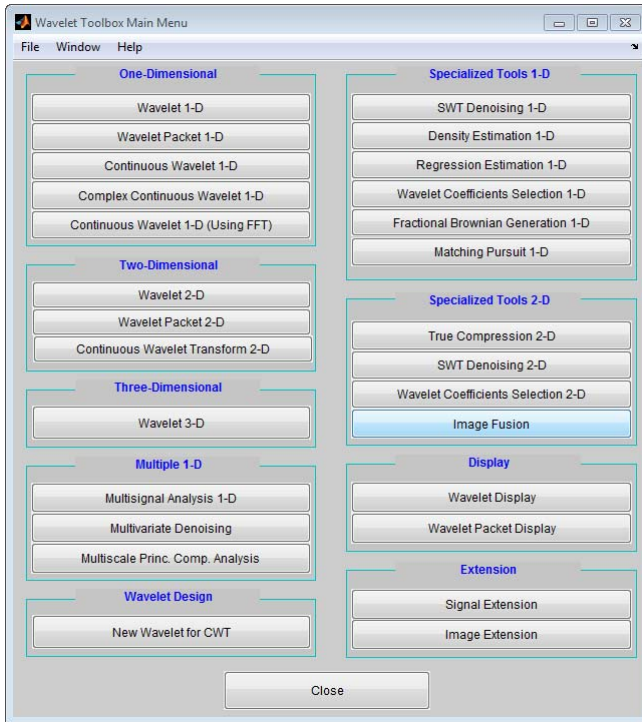 Wavelet Toolbox Main Menu
File Window Help
One-Dimensional
Wavelet 1-D
Wavelet Packet 1-D
Continuous Wavelet 1-D
Complex Continuous Wavelet 1-D
Continuous Wavelet 1-D (Using FFT)
Two-Dimensional
Wavelet 2-D
Wavelet Packet 2-D
Continuous Wavelet Transform 2-D
Three-Dimensional
Wavelet 3-D
Multiple 1-D
Multisignal Analysis 1-D
Multivariate Denoising
Multiscale Princ. Comp. Analysis
Wavelet Design
New Wavelet for CWT
Specialized Tools 1-D
SWT Denoising 1-D
Density Estimation 1-D
Regression Estimation 1-D
Wavelet Coefficients Selection 1-D
Fractional Brownian Generation 1-D
Matching Pursuit 1-D
Specialized Tools 2-D
True Compression 2-D
SWT Denoising 2-D
Wavelet Coefficients Selection 2-D
Image Fusion
Display
Wavelet Display
Wavelet Packet Display
Extension
Signal Extension
Image Extension
Close